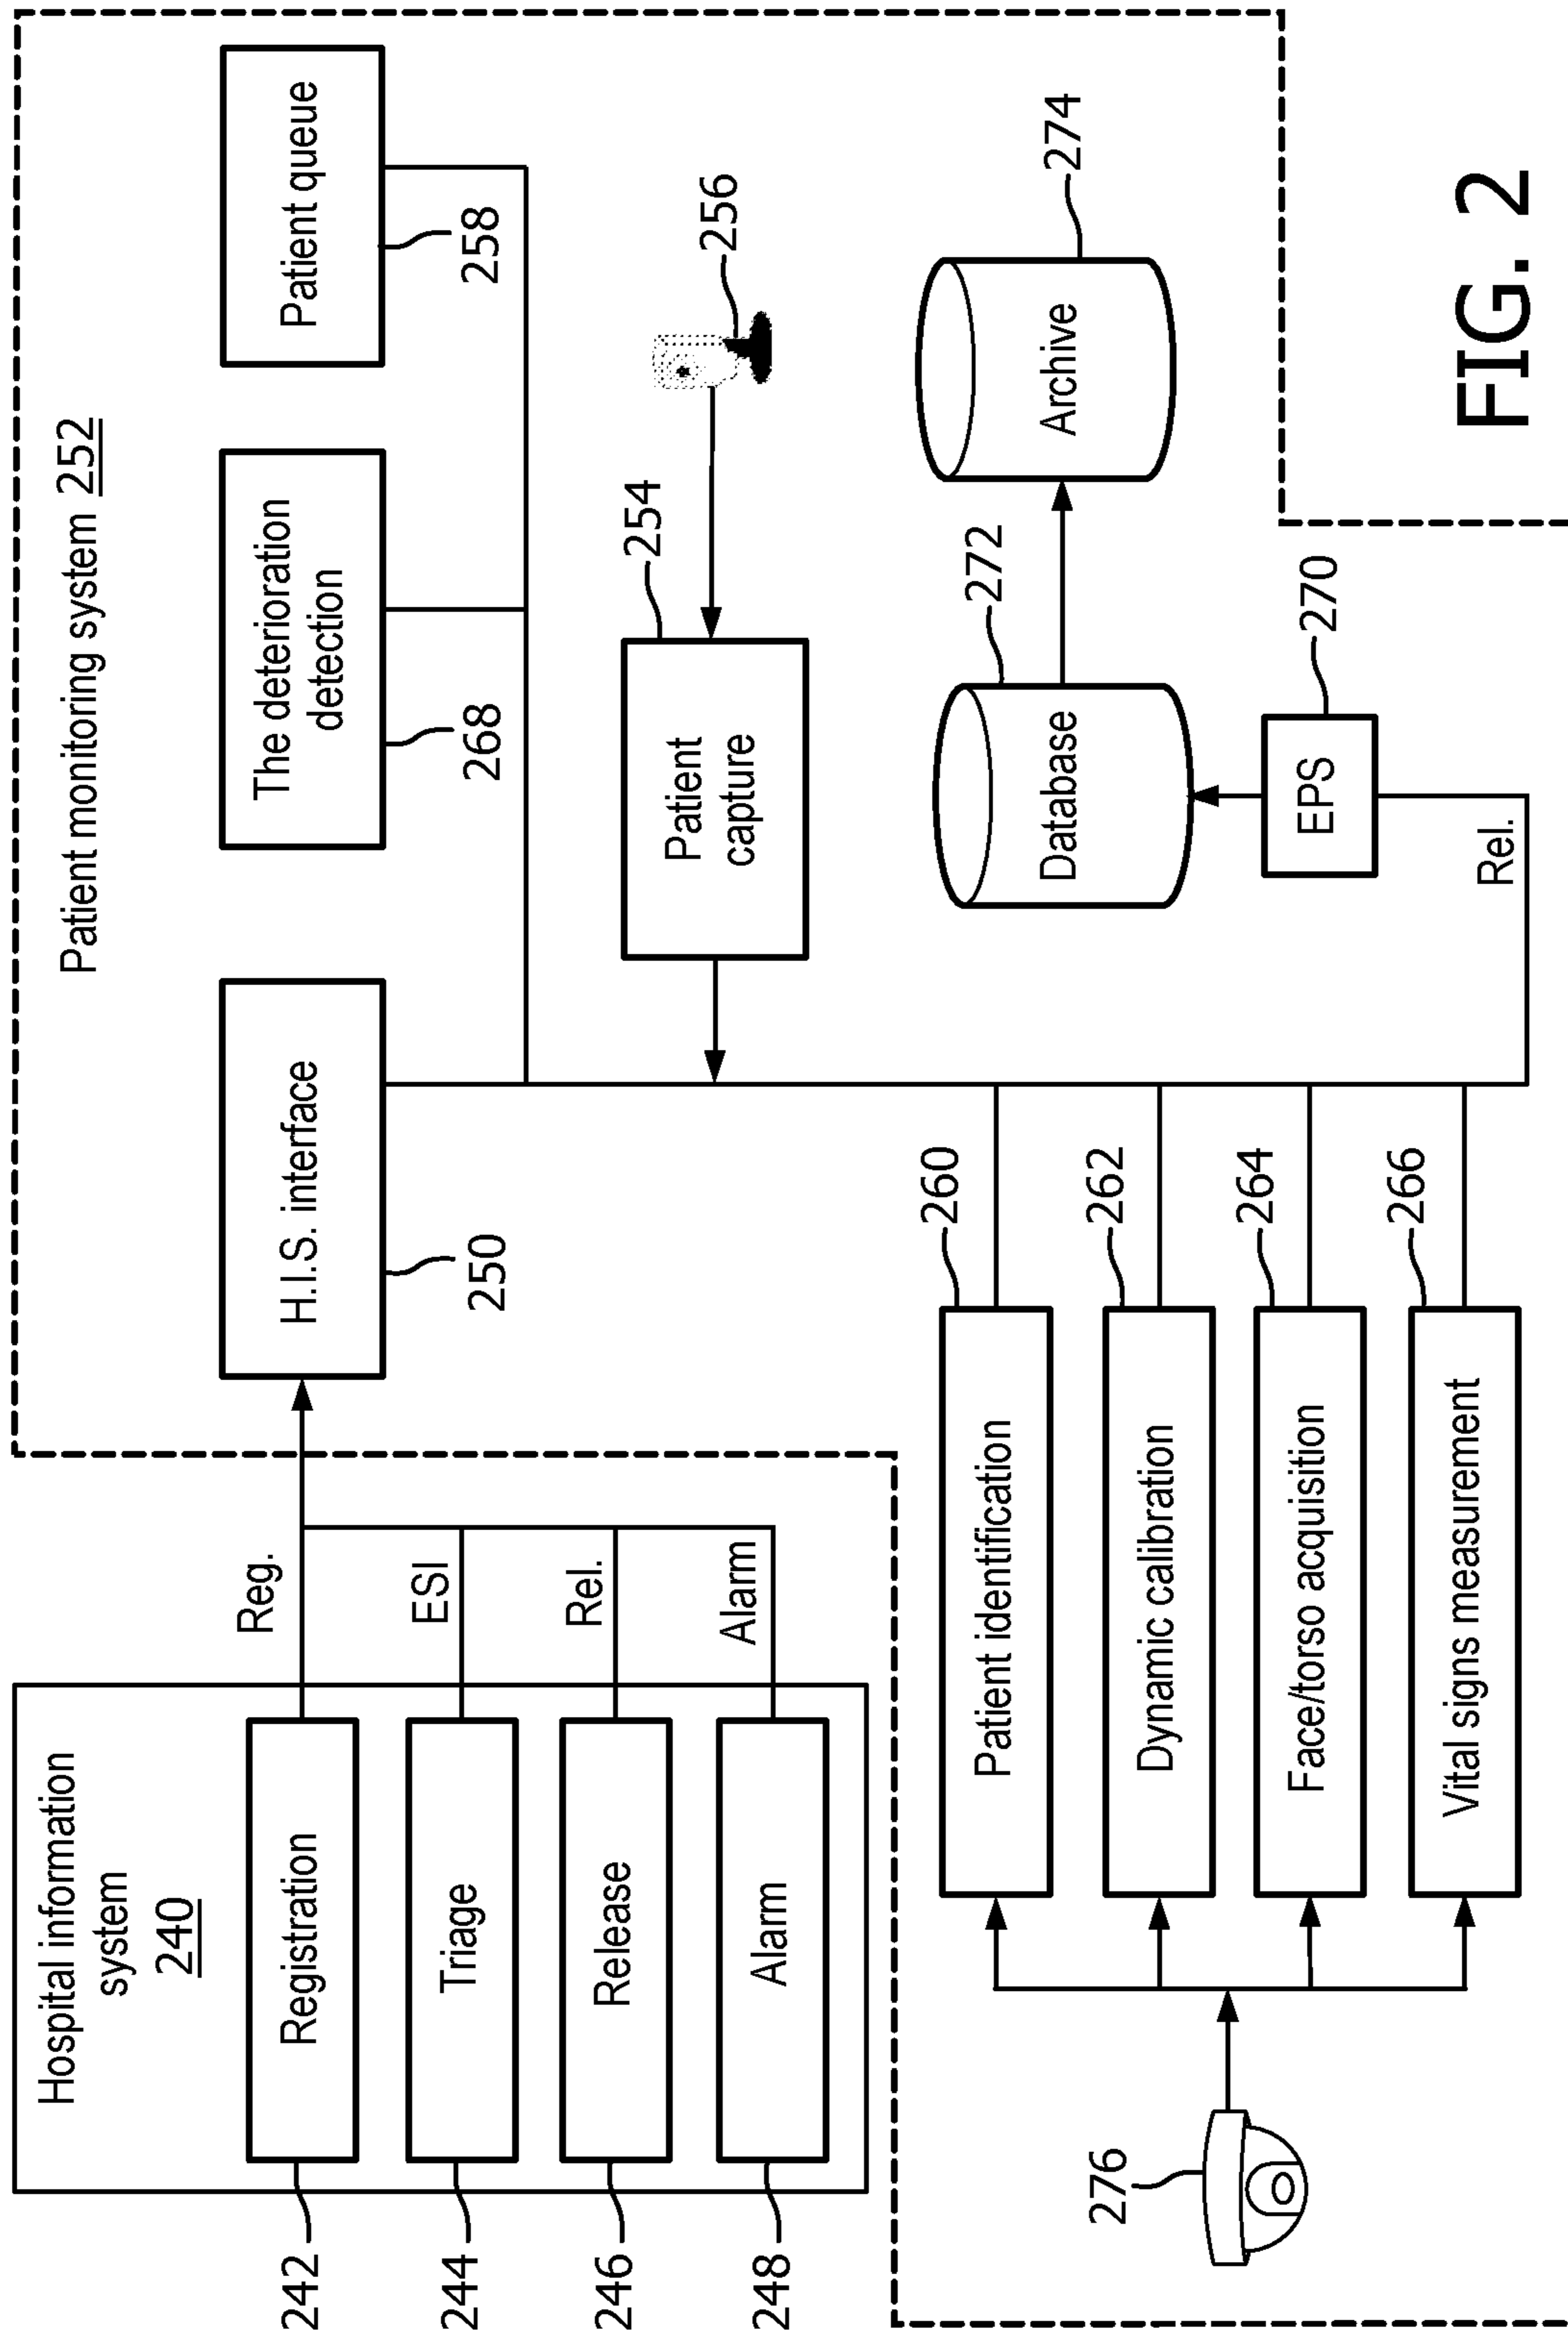 Hospital information
system
240
Registration
Triage
Release
Alarm
242
244
246
248
Reg.
ESI
Rel.
Alarm
Patient monitoring system 252
H.I.S. interface
250
The deterioration
detection
268
Patient queue
258
Patient
capture
254
256
276
Patient identification
260
Dynamic calibration
262
Face/torso acquisition
264
Vital signs measurement
266
Database
272
Archive
274
EPS
270
Rel.
FIG. 2